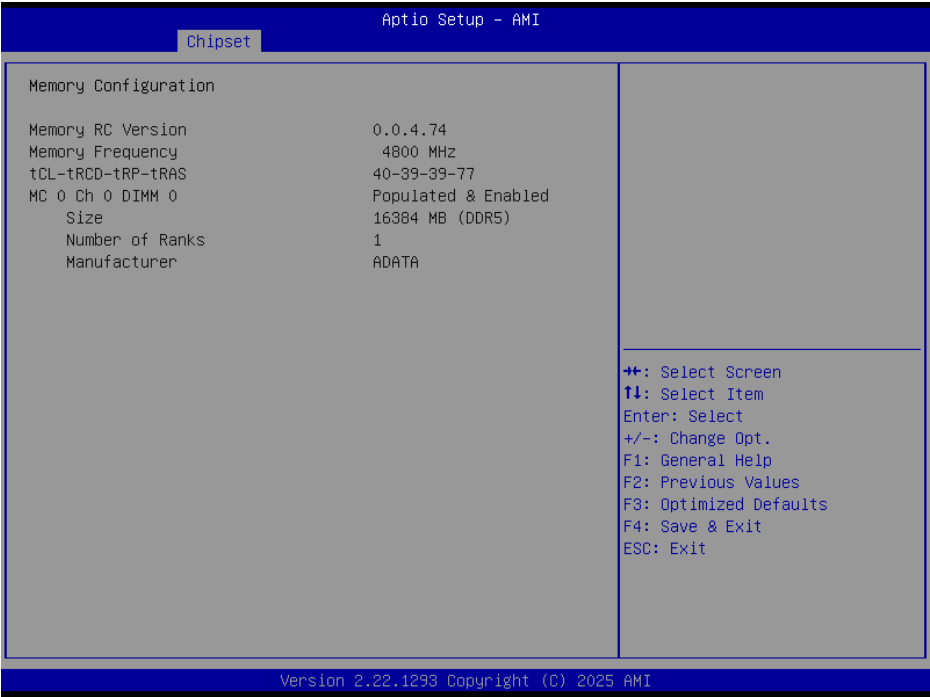 Aptio Setup - AMI
Chipset
Memory Configuration
Memory RC Version 0.0.4.74
Memory Frequency 4800 MHz
tCL-tRCD-tRP-tRAS 40-39-39-77
MC 0 Ch 0 DIMM 0 Populated & Enabled
Size 16384 MB (DDR5)
Number of Ranks 1
Manufacturer ADATA
→←: Select Screen
↑↓: Select Item
Enter: Select
+/-: Change Opt.
F1: General Help
F2: Previous Values
F3: Optimized Defaults
F4: Save & Exit
ESC: Exit
Version 2.22.1293 Copyright (C) 2025 AMI